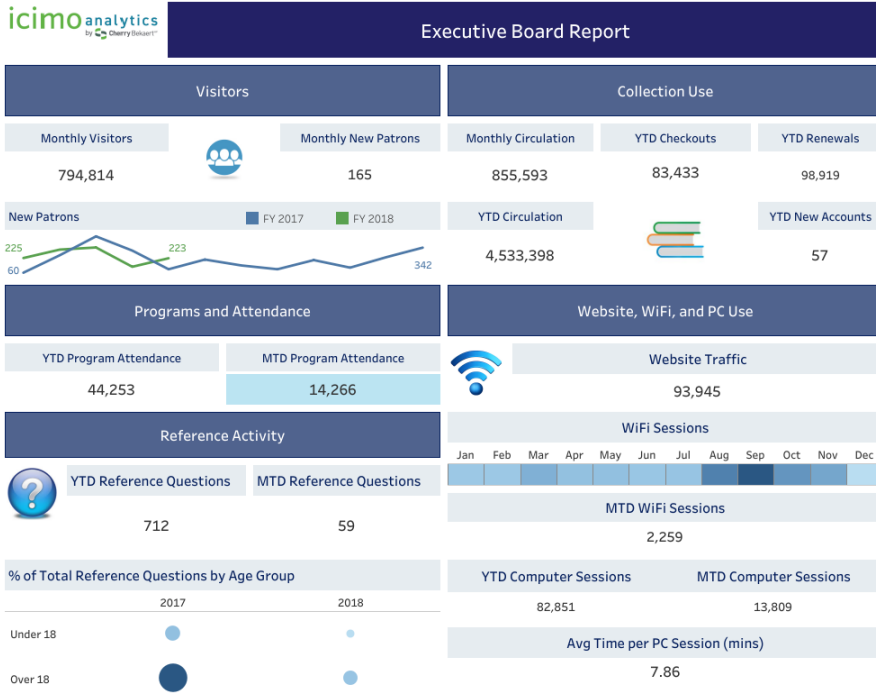 icimo analytics
by Cherry Bekaert
Executive Board Report
Visitors
Monthly Visitors
Monthly New Patrons
794,814
165
New Patrons
FY 2017
FY 2018
225
223
60
342
Collection Use
Monthly Circulation
YTD Checkouts
YTD Renewals
855,593
83,433
98,919
YTD Circulation
YTD New Accounts
4,533,398
57
Programs and Attendance
YTD Program Attendance
MTD Program Attendance
44,253
14,266
Reference Activity
?
YTD Reference Questions
MTD Reference Questions
712
59
% of Total Reference Questions by Age Group
2017
2018
Under 18
Over 18
Website, WiFi, and PC Use
Website Traffic
93,945
WiFi Sessions
Jan Feb Mar Apr May Jun Jul Aug Sep Oct Nov Dec
MTD WiFi Sessions
2,259
YTD Computer Sessions
MTD Computer Sessions
82,851
13,809
Avg Time per PC Session (mins)
7.86